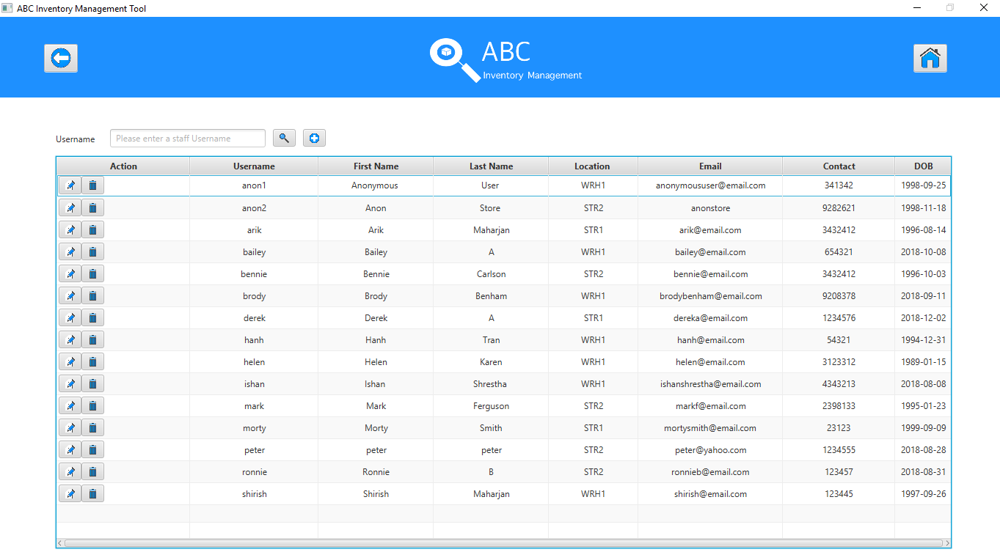 ABC Inventory Management Tool
ABC
Inventory Management
Username Please enter a staff Username
Action Username First Name Last Name Location Email Contact DOB
anon1 Anonymous User WRH1 anonymoususer@email.com 341342 1998-09-25
anon2 Anon Store STR2 anonstore 9282621 1998-11-18
arik Arik Maharjan STR1 arik@email.com 3432412 1996-08-14
bailey Bailey A WRH1 bailey@email.com 654321 2018-10-08
bennie Bennie Carlson STR2 bennie@email.com 3432412 1996-10-03
brody Brody Benham WRH1 brodybenham@email.com 9208378 2018-09-11
derek Derek A STR1 dereka@email.com 1234576 2018-12-02
hanh Hanh Tran WRH1 hanh@email.com 54321 1994-12-31
helen Helen Karen WRH1 helen@email.com 3123312 1989-01-15
ishan Ishan Shrestha WRH1 ishanshrestha@email.com 4343213 2018-08-08
mark Mark Ferguson STR2 markf@email.com 2398133 1995-01-23
morty Morty Smith STR1 mortysmith@email.com 23123 1999-09-09
peter peter peter STR2 peter@yahoo.com 1234555 2018-08-28
ronnie Ronnie B STR2 ronnieb@email.com 123457 2018-08-31
shirish Shirish Maharjan WRH1 shirish@email.com 123445 1997-09-26